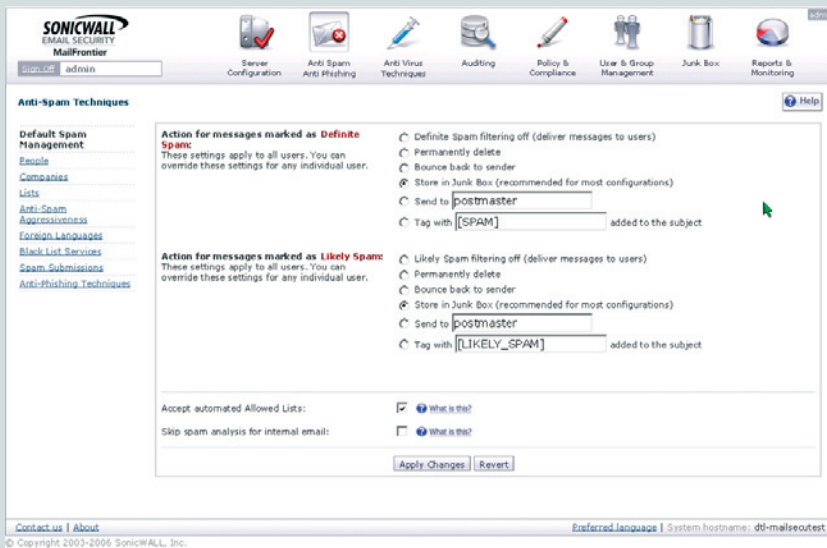 SONICWALL
EMAIL SECURITY
MailFrontier
Sign Off admin
Server Configuration
Anti Spam Anti Phishing
Anti Virus Techniques
Auditing
Policy & Compliance
User & Group Management
Junk Box
Reports & Monitoring
Anti-Spam Techniques
Help
Default Spam Management
People
Companies
Lists
Anti-Spam Aggressiveness
Foreign Languages
Black List Services
Spam Submissions
Anti-Phishing Techniques
Action for messages marked as Definite
Spam:
These settings apply to all users. You can
override these settings for any individual user.
Definite Spam filtering off (deliver messages to users)
Permanently delete
Bounce back to sender
Store in Junk Box (recommended for most configurations)
Send to postmaster
Tag with [SPAM] added to the subject
Action for messages marked as Likely Spam:
These settings apply to all users. You can
override these settings for any individual user.
Likely Spam filtering off (deliver messages to users)
Permanently delete
Bounce back to sender
Store in Junk Box (recommended for most configurations)
Send to postmaster
Tag with [LIKELY_SPAM] added to the subject
Accept automated Allowed Lists: What is this?
Skip spam analysis for internal email: What is this?
Apply Changes Revert
Contact us | About
Preferred language | System hostname: dtl-mailsecutest
© Copyright 2003-2006 SonicWALL, Inc.